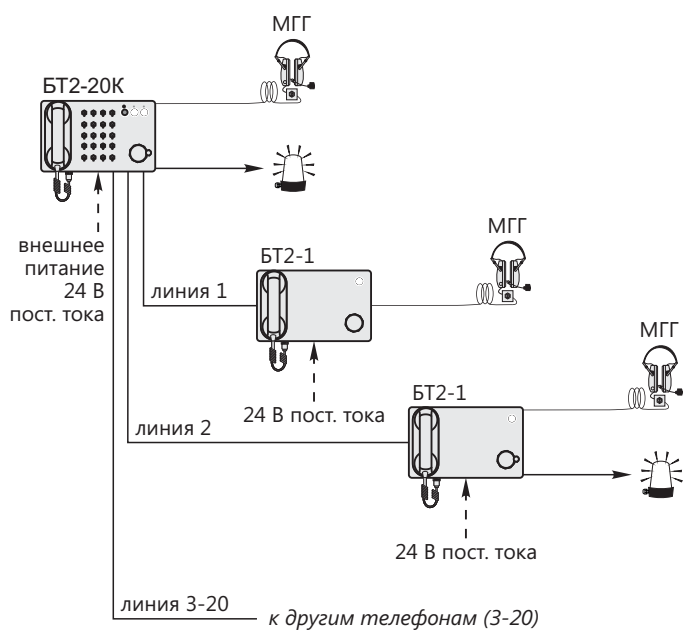 МГГ
БТ2-20К
внешнее
питание
24 В
пост. тока
МГГ
БТ2-1
линия 1
24 В пост. тока
МГГ
БТ2-1
линия 2
24 В пост. тока
линия 3-20
к другим телефонам (3-20)